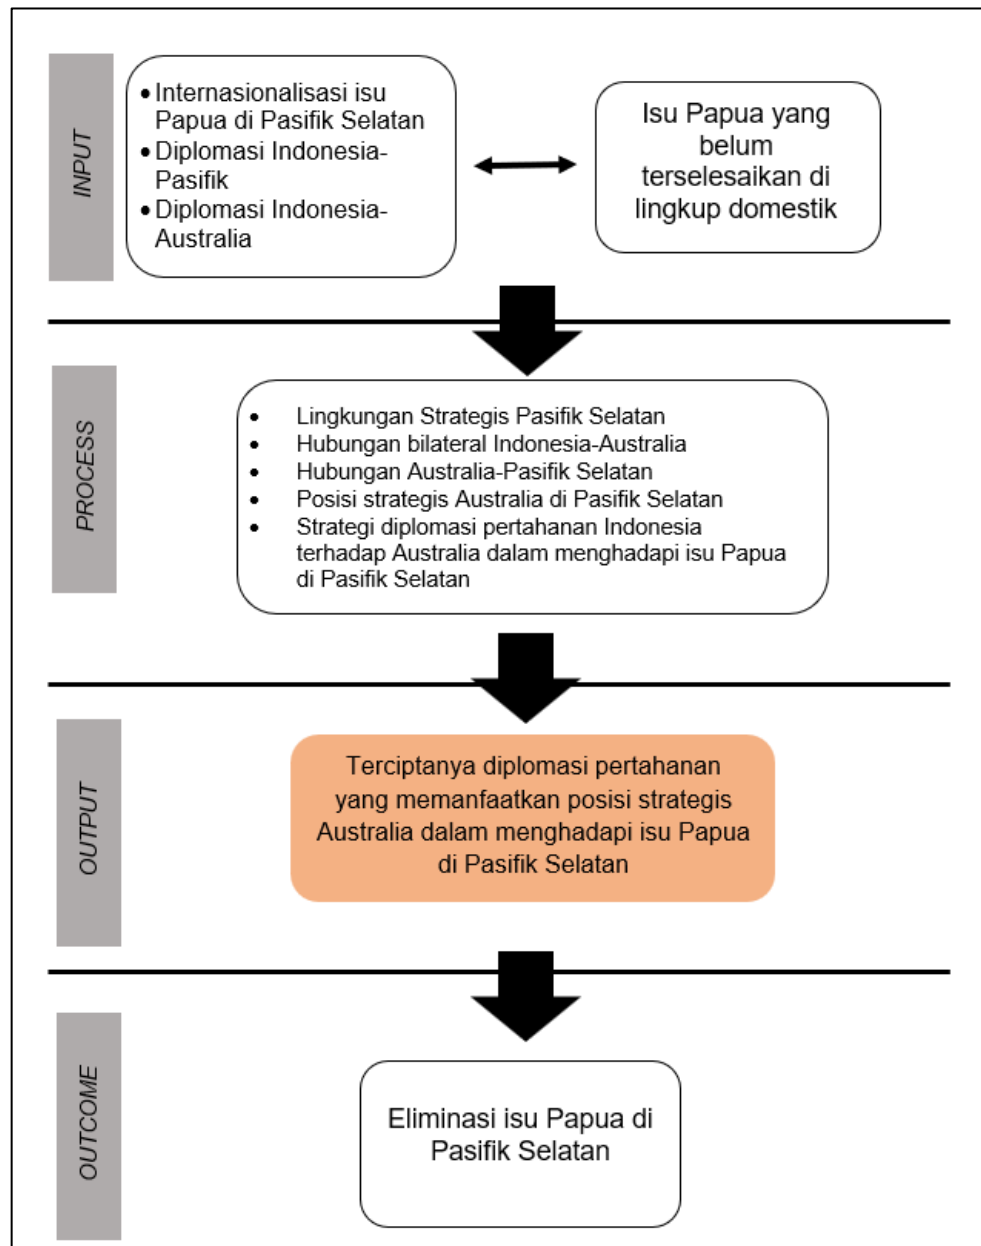 INPUT
• Internasionalisasi isu
Papua di Pasifik Selatan
• Diplomasi Indonesia-
Pasifik
• Diplomasi Indonesia-
Australia
Isu Papua yang
belum
terselesaikan di
lingkup domestik
PROCESS
• Lingkungan Strategis Pasifik Selatan
• Hubungan bilateral Indonesia-Australia
• Hubungan Australia-Pasifik Selatan
• Posisi strategis Australia di Pasifik Selatan
• Strategi diplomasi pertahanan Indonesia
terhadap Australia dalam menghadapi isu Papua
di Pasifik Selatan
OUTPUT
Terciptanya diplomasi pertahanan
yang memanfaatkan posisi strategis
Australia dalam menghadapi isu Papua
di Pasifik Selatan
OUTCOME
Eliminasi isu Papua di
Pasifik Selatan